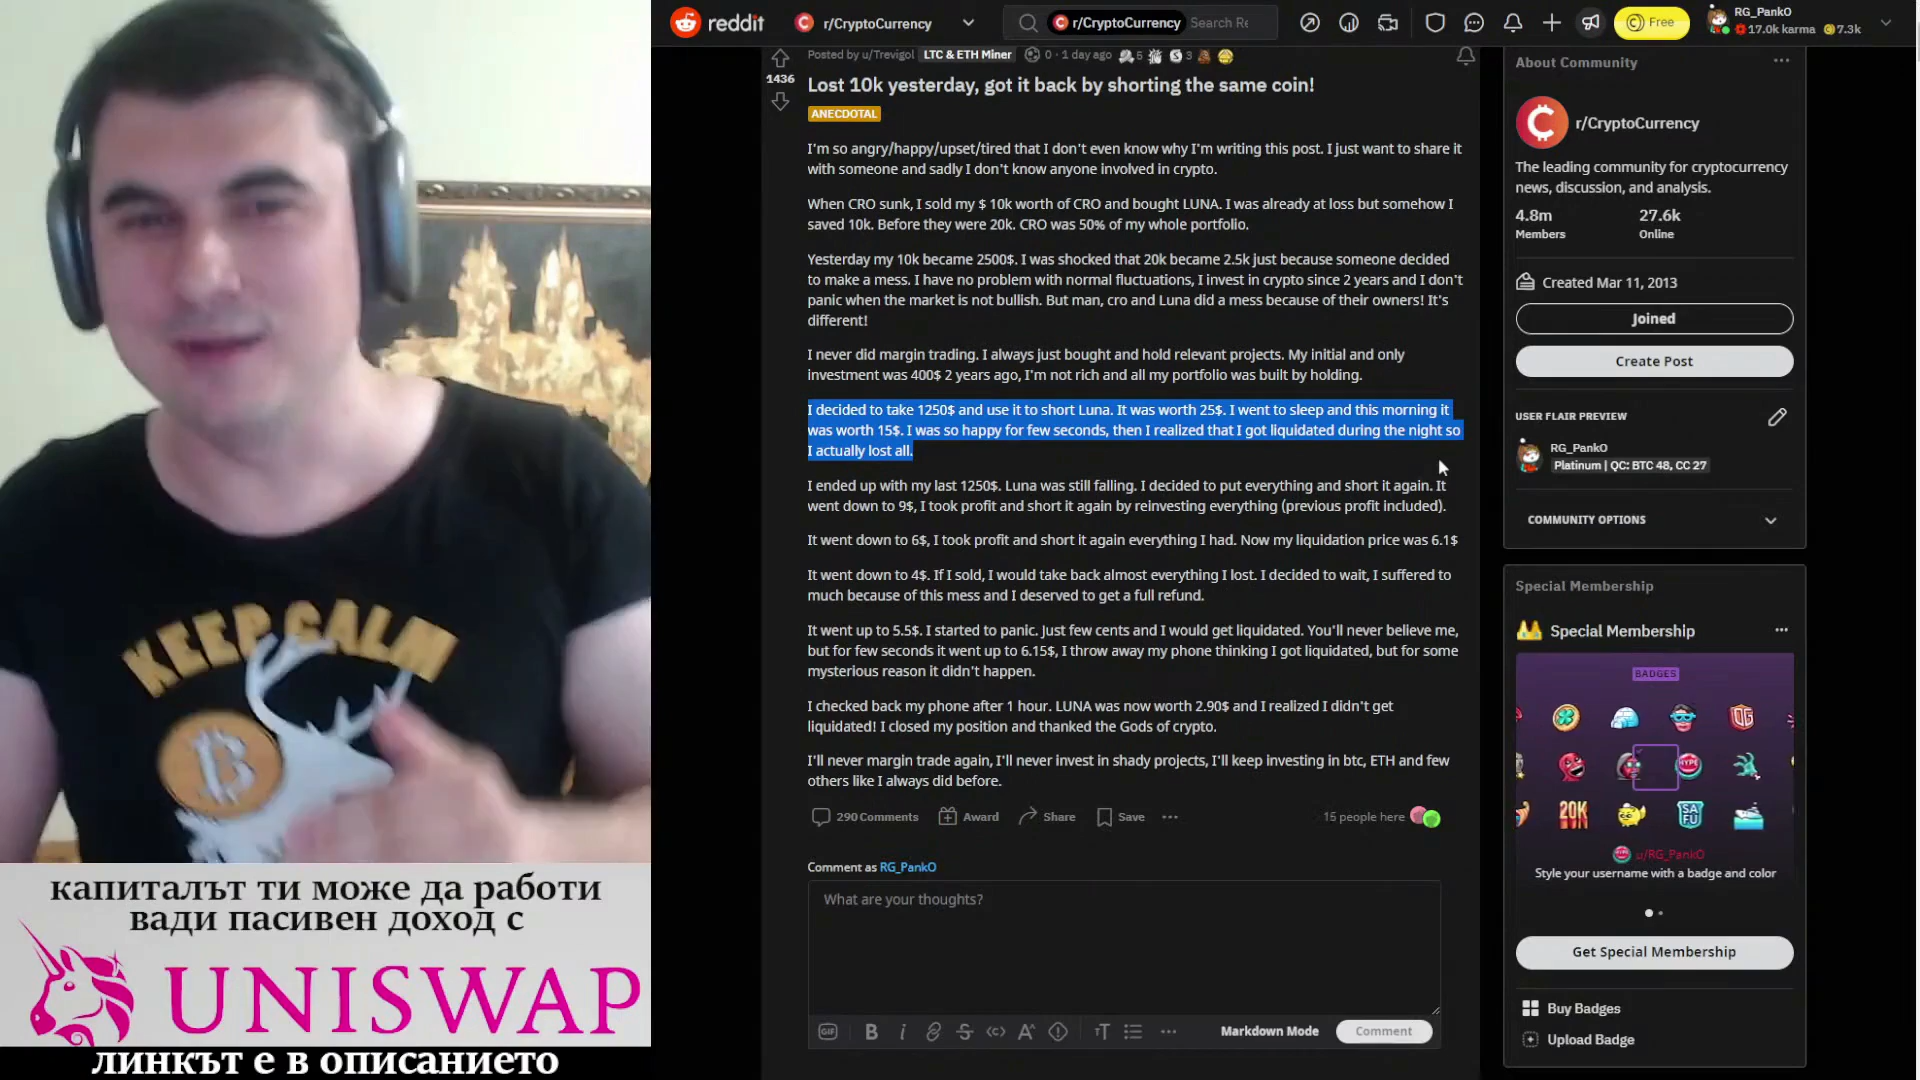 reddit
r/CryptoCurrency
r/CryptoCurrency
Search Re
Free
RG_PankO
17.0k karma
7.3k
Posted by u/Trevigol LTC & ETH Miner 0 · 1 day ago 5 3
1436
Lost 10k yesterday, got it back by shorting the same coin!
ANECDOTAL
I'm so angry/happy/upset/tired that I don't even know why I'm writing this post. I just want to share it
with someone and sadly I don't know anyone involved in crypto.
When CRO sunk, I sold my $ 10k worth of CRO and bought LUNA. I was already at loss but somehow I
saved 10k. Before they were 20k. CRO was 50% of my whole portfolio.
Yesterday my 10k became 2500$. I was shocked that 20k became 2.5k just because someone decided
to make a mess. I have no problem with normal fluctuations, I invest in crypto since 2 years and I don't
panic when the market is not bullish. But man, cro and Luna did a mess because of their owners! It's
different!
I never did margin trading. I always just bought and hold relevant projects. My initial and only
investment was 400$ 2 years ago, I'm not rich and all my portfolio was built by holding.
I decided to take 1250$ and use it to short Luna. It was worth 25$. I went to sleep and this morning it
was worth 15$. I was so happy for few seconds, then I realized that I got liquidated during the night so
I actually lost all.
I ended up with my last 1250$. Luna was still falling. I decided to put everything and short it again. It
went down to 9$, I took profit and short it again by reinvesting everything (previous profit included).
It went down to 6$, I took profit and short it again everything I had. Now my liquidation price was 6.1$
It went down to 4$. If I sold, I would take back almost everything I lost. I decided to wait, I suffered to
much because of this mess and I deserved to get a full refund.
It went up to 5.5$. I started to panic. Just few cents and I would get liquidated. You'll never believe me,
but for few seconds it went up to 6.15$, I throw away my phone thinking I got liquidated, but for some
mysterious reason it didn't happen.
I checked back my phone after 1 hour. LUNA was now worth 2.90$ and I realized I didn't get
liquidated! I closed my position and thanked the Gods of crypto.
I'll never margin trade again, I'll never invest in shady projects, I'll keep investing in btc, ETH and few
others like I always did before.
290 Comments Award Share Save
15 people here
Comment as RG_PankO
What are your thoughts?
GIF
Markdown Mode
Comment
About Community
r/CryptoCurrency
The leading community for cryptocurrency
news, discussion, and analysis.
4.8m 27.6k
Members Online
Created Mar 11, 2013
Joined
Create Post
USER FLAIR PREVIEW
RG_PankO
Platinum | QC: BTC 48, CC 27
COMMUNITY OPTIONS
Special Membership
Special Membership
BADGES
OG
HYPE
20K
SAFU
u/RG_PankO
Style your username with a badge and color
Get Special Membership
Buy Badges
Upload Badge
KEEP CALM
капиталът ти може да работи
вади пасивен доход с
UNISWAP
линкът е в описанието